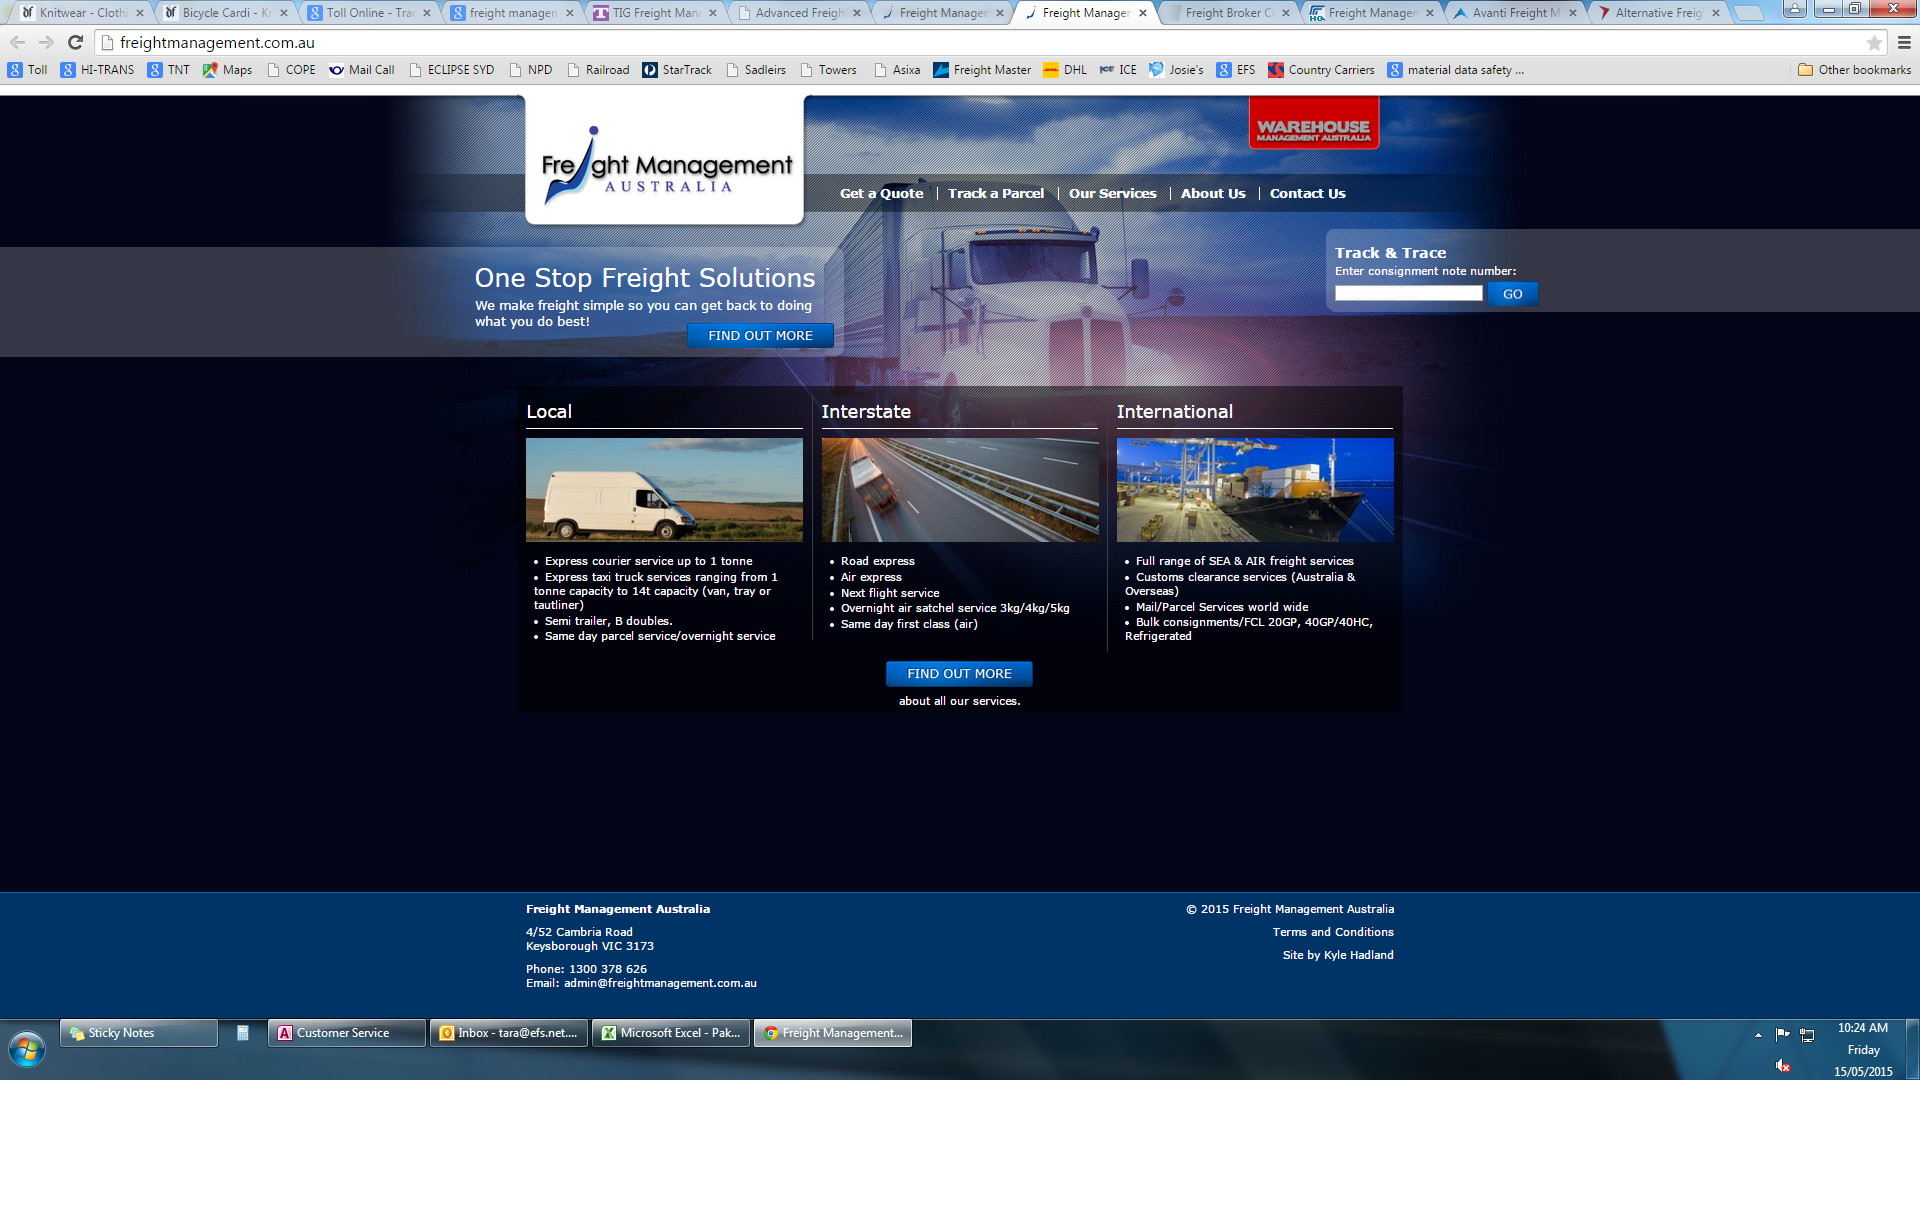 Knitwear - Cloth
Bicycle Cardi - K
Toll Online - Tra
freight managem
TIG Freight Man
Advanced Freigh
Freight Manager
Freight Manager
Freight Broker C
Freight Managem
Avanti Freight M
Alternative Freig
freightmanagement.com.au
Toll
HI-TRANS
TNT
Maps
COPE
Mail Call
ECLIPSE SYD
NPD
Railroad
StarTrack
Sadleirs
Towers
Asixa
Freight Master
DHL
ICE
Josie's
EFS
Country Carriers
material data safety ...
Other bookmarks
Freight Management
AUSTRALIA
WAREHOUSE
MANAGEMENT AUSTRALIA
Get a Quote
Track a Parcel
Our Services
About Us
Contact Us
One Stop Freight Solutions
We make freight simple so you can get back to doing
what you do best!
FIND OUT MORE
Track & Trace
Enter consignment note number:
GO
Local
• Express courier service up to 1 tonne
• Express taxi truck services ranging from 1
tonne capacity to 14t capacity (van, tray or
tautliner)
• Semi trailer, B doubles.
• Same day parcel service/overnight service
Interstate
• Road express
• Air express
• Next flight service
• Overnight air satchel service 3kg/4kg/5kg
• Same day first class (air)
International
• Full range of SEA & AIR freight services
• Customs clearance services (Australia &
Overseas)
• Mail/Parcel Services world wide
• Bulk consignments/FCL 20GP, 40GP/40HC,
Refrigerated
FIND OUT MORE
about all our services.
Freight Management Australia
4/52 Cambria Road
Keysborough VIC 3173
Phone: 1300 378 626
Email: admin@freightmanagement.com.au
© 2015 Freight Management Australia
Terms and Conditions
Site by Kyle Hadland
Sticky Notes
Customer Service
Inbox - tara@efs.net....
Microsoft Excel - Pak...
Freight Management...
10:24 AM
Friday
15/05/2015